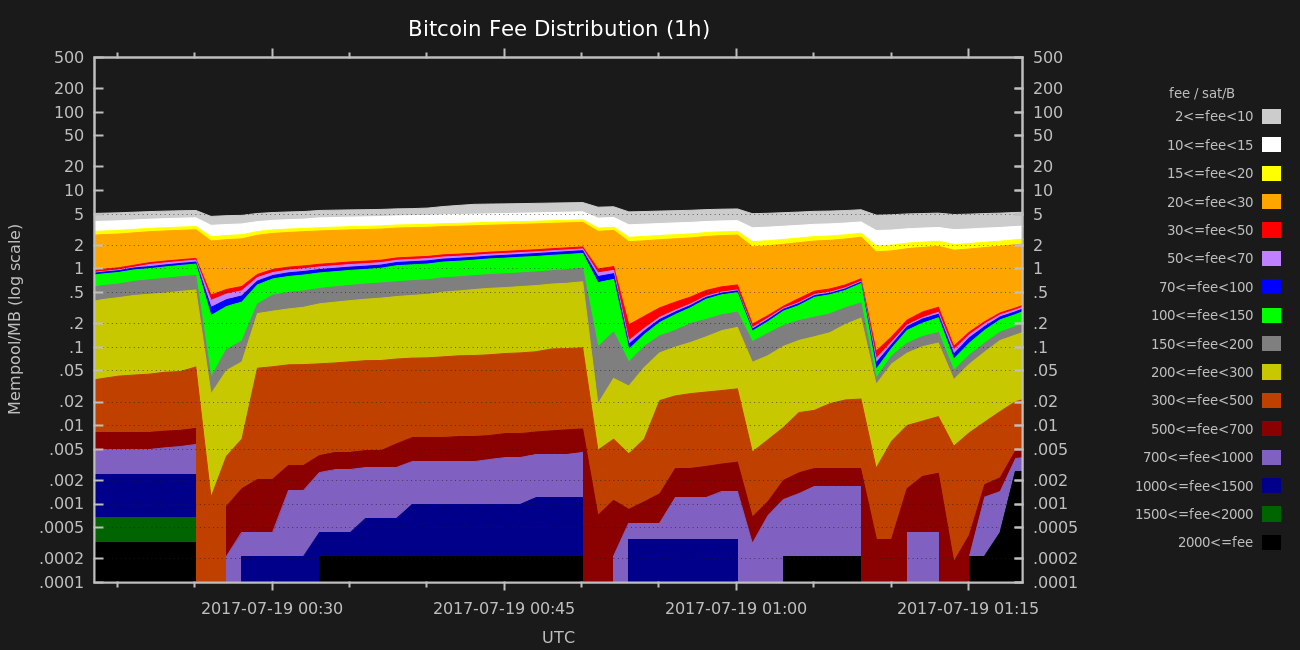 Bitcoin Fee Distribution (1h)
500 500
200 200
100 100
50 50
20 20
10 10
5 5
2 2
1 1
.5 .5
.2 .2
.1 .1
.05 .05
.02 .02
.01 .01
.005 .005
.002 .002
.001 .001
.0005 .0005
.0002 .0002
.0001 .0001
Mempool/MB (log scale)
2017-07-19 00:30 2017-07-19 00:45 2017-07-19 01:00 2017-07-19 01:15
UTC
fee / sat/B
2<=fee<10
10<=fee<15
15<=fee<20
20<=fee<30
30<=fee<50
50<=fee<70
70<=fee<100
100<=fee<150
150<=fee<200
200<=fee<300
300<=fee<500
500<=fee<700
700<=fee<1000
1000<=fee<1500
1500<=fee<2000
2000<=fee